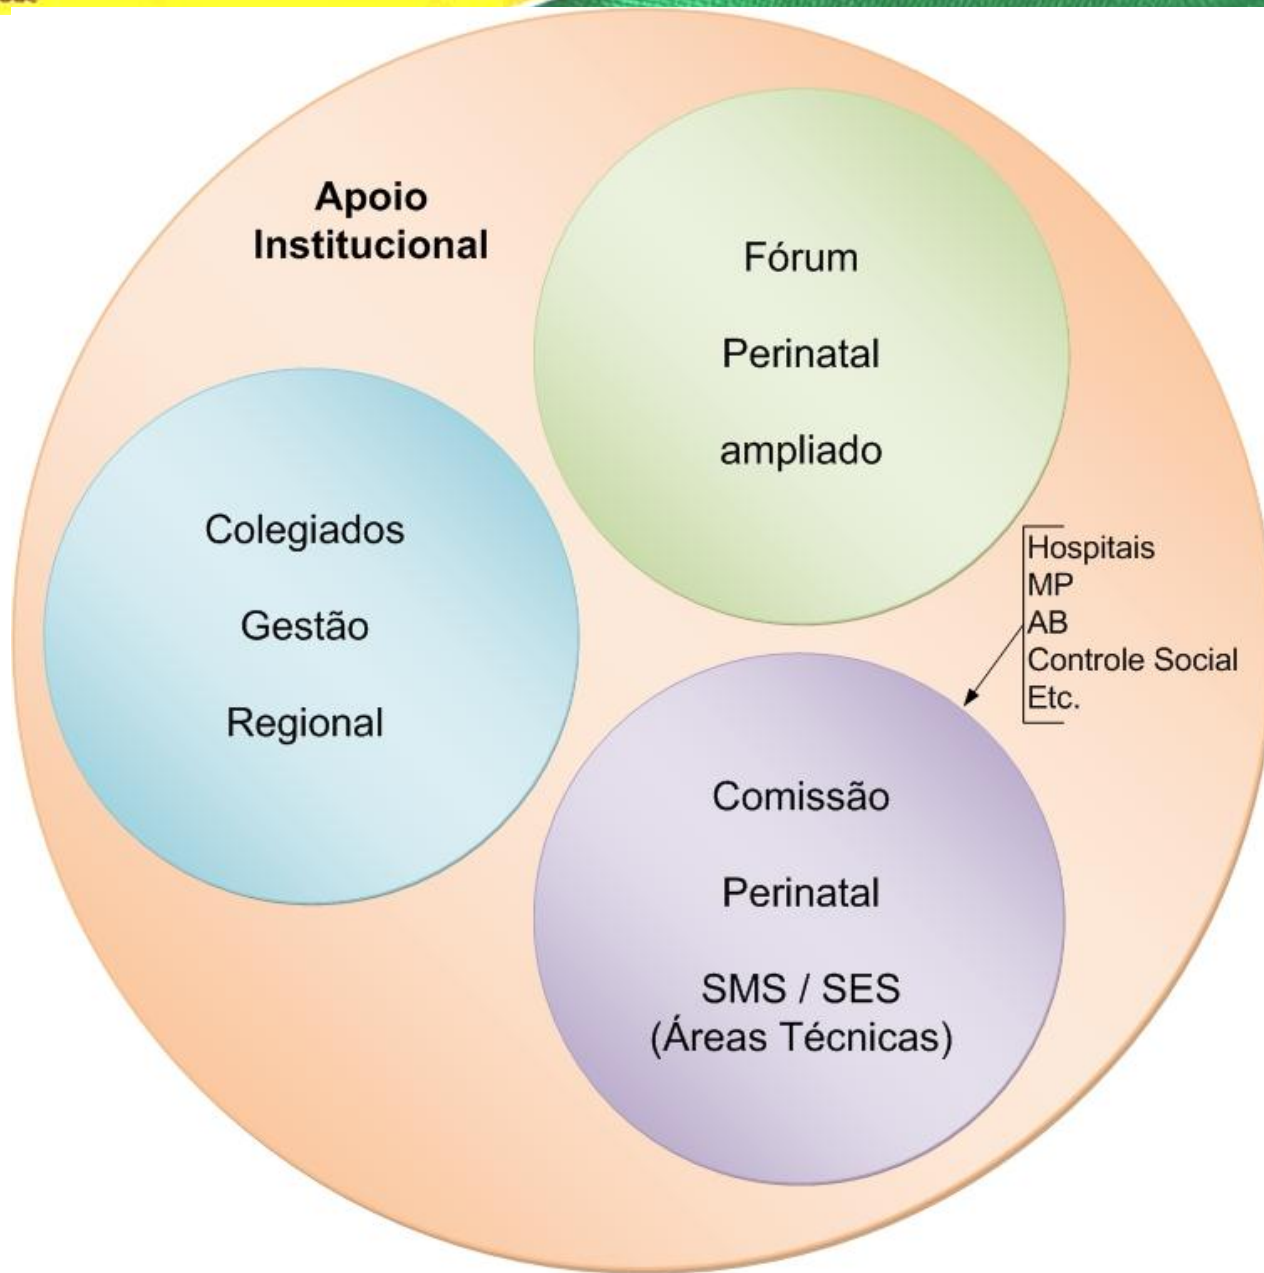 Apoio
Institucional
Fórum
Perinatal
ampliado
Colegiados
Gestão
Regional
Hospitais
MP
AB
Controle Social
Etc.
Comissão
Perinatal
SMS / SES
(Áreas Técnicas)